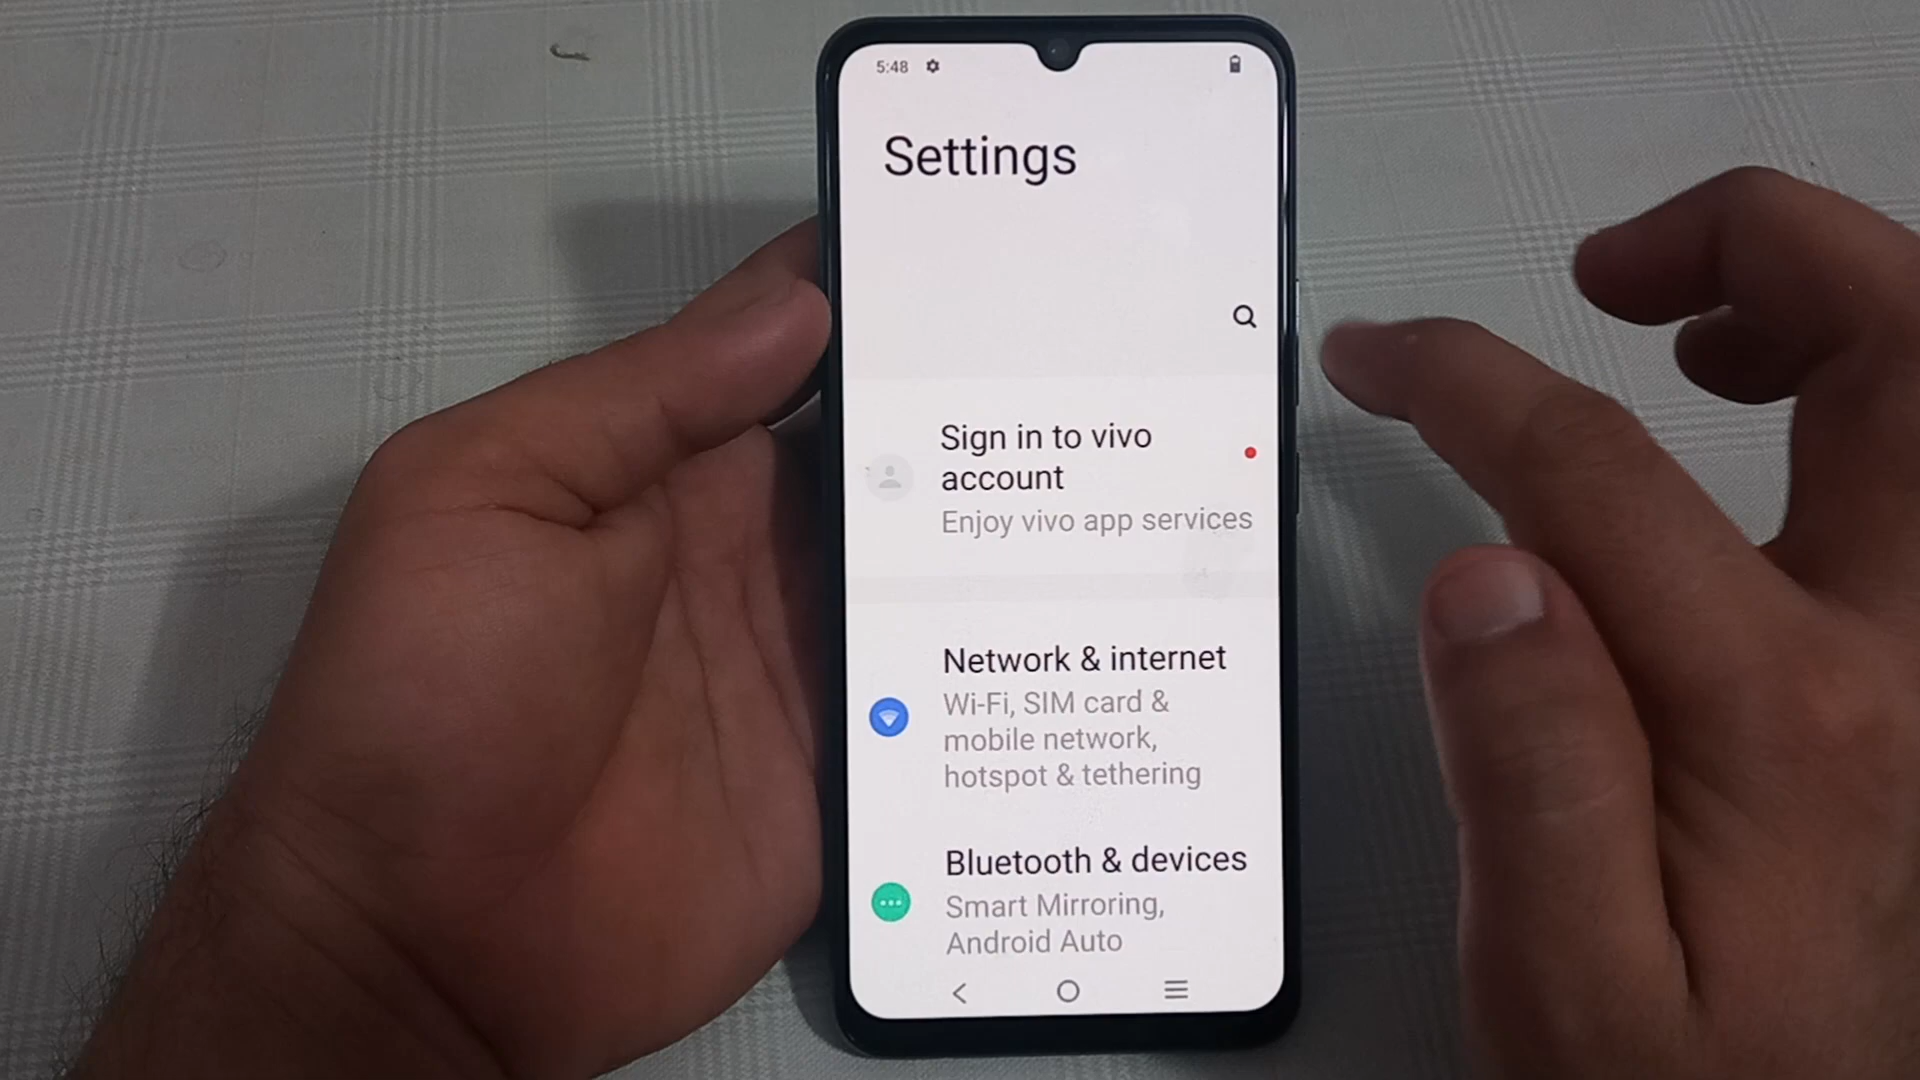 5:48
Settings
Sign in to vivo
account
Enjoy vivo app services
Network & internet
Wi-Fi, SIM card &
mobile network,
hotspot & tethering
Bluetooth & devices
Smart Mirroring,
Android Auto